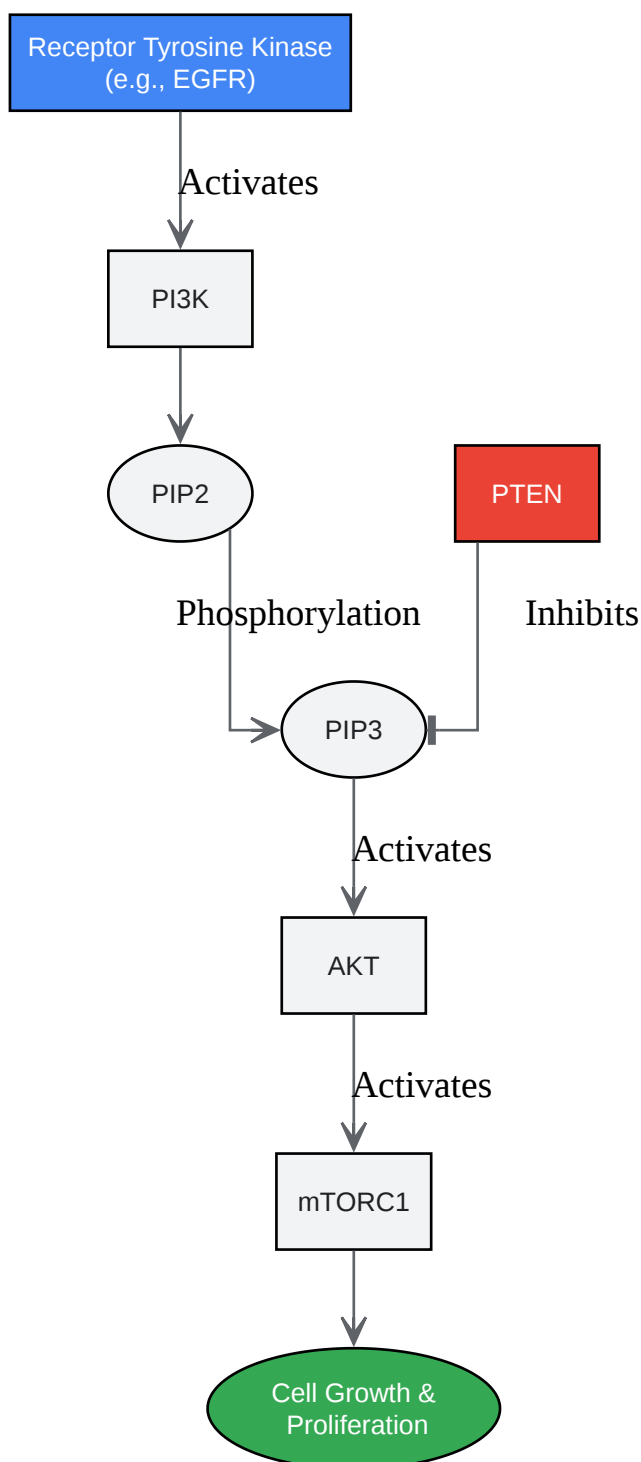 Receptor Tyrosine Kinase
(e.g., EGFR)
Activates
PI3K
PIP2
PTEN
Phosphorylation
Inhibits
PIP3
Activates
AKT
Activates
mTORC1
Cell Growth &
Proliferation